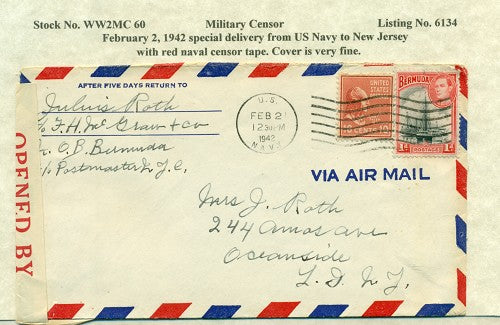 Stock No. WW2MC 60 Military Censor Listing No. 6134
February 2, 1942 special delivery from US Navy to New Jersey
with red naval censor tape. Cover is very fine.
AFTER FIVE DAYS RETURN TO
Julius Roth
% F.H. McGraw & Co
O.B. Bermuda
% Postmaster N.Y.C.
OPENED BY
U.S.
FEB 2
12 30 PM
1942
NAVY
UNITED STATES
CENTS 10
BERMUDA
POSTAGE
1d
VIA AIR MAIL
Mrs J. Roth
244 Amos Ave
Oceanside
L. I. N.Y.